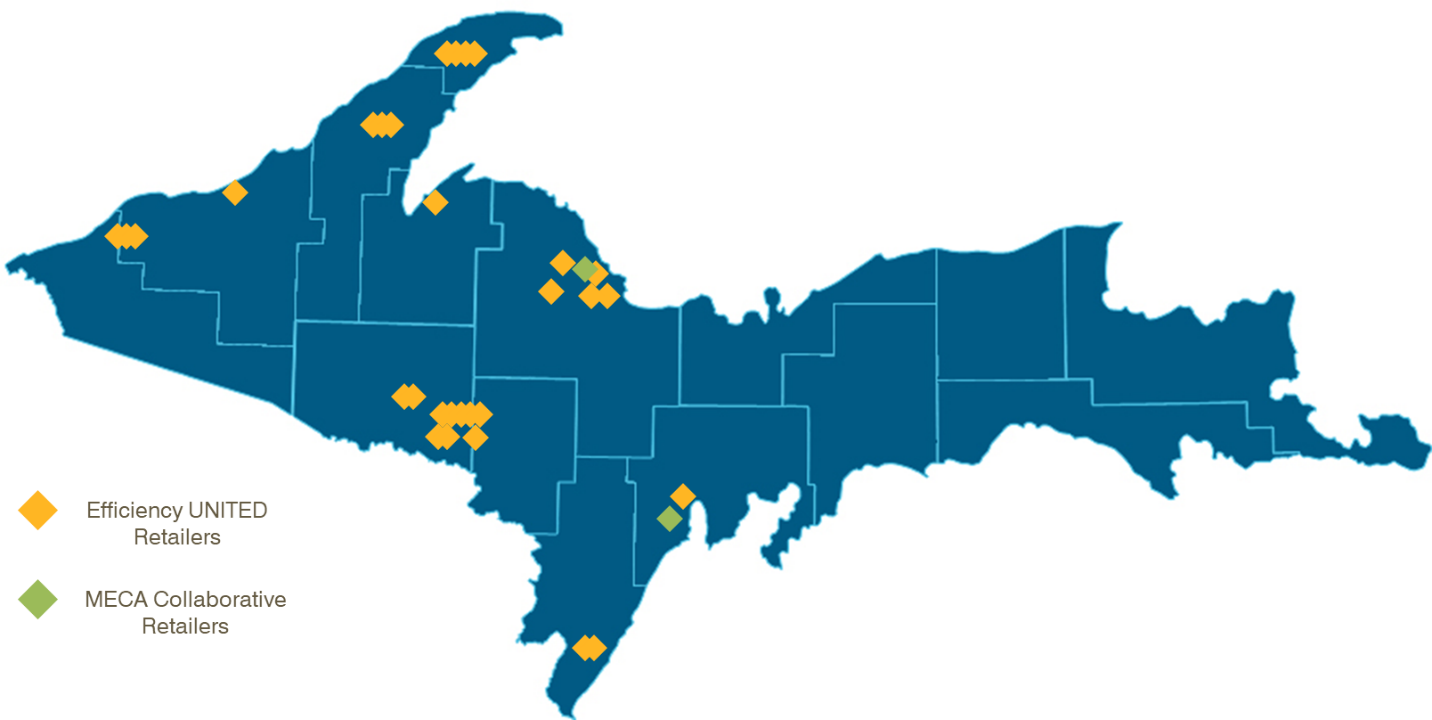 Efficiency UNITED
Retailers
MECA Collaborative
Retailers